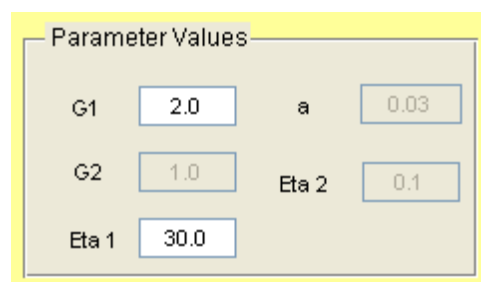 Parameter Values
G1 2.0 a 0.03
G2 1.0 Eta 2 0.1
Eta 1 30.0